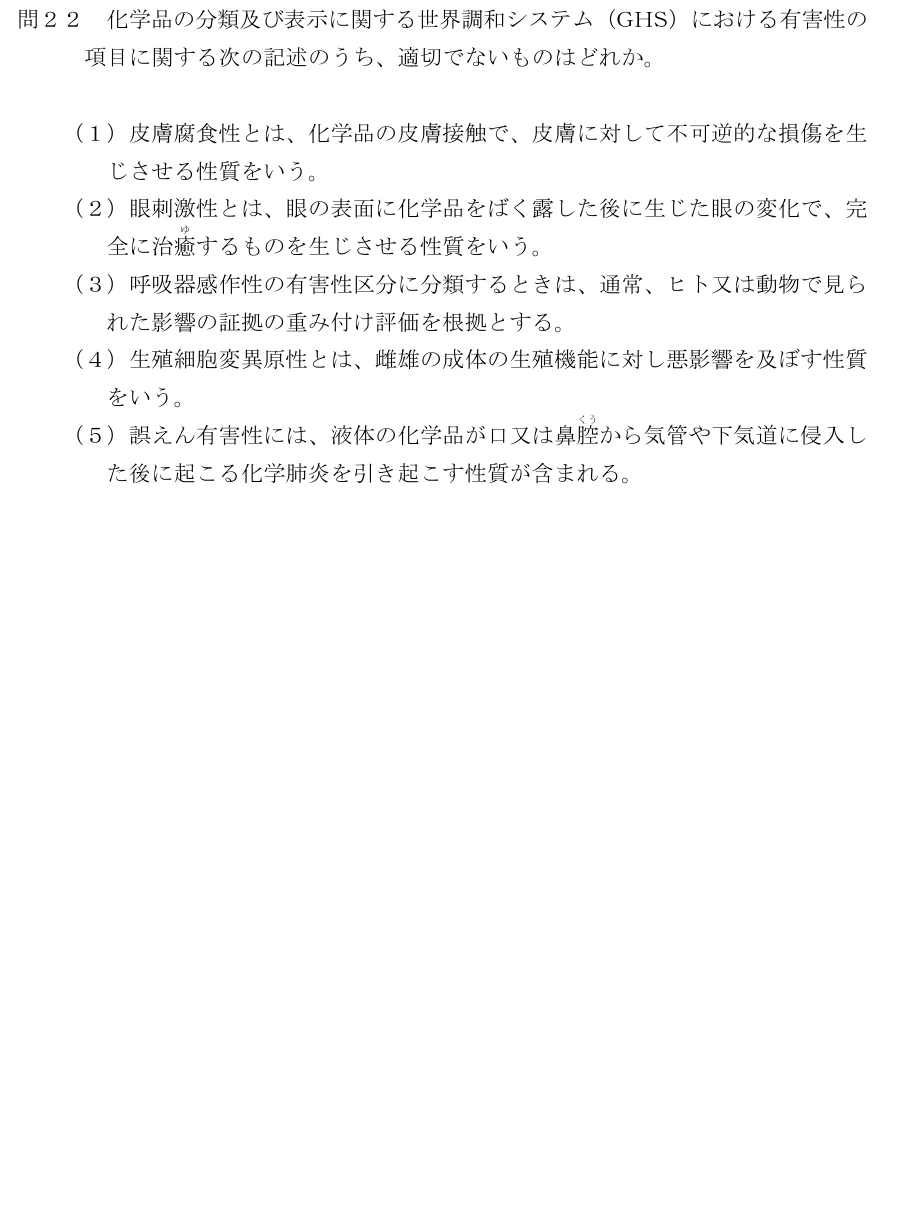 問２２　化学品の分類及び表示に関する世界調和システム（GHS）における有害性の
項目に関する次の記述のうち、適切でないものはどれか。
（１）皮膚腐食性とは、化学品の皮膚接触で、皮膚に対して不可逆的な損傷を生
じさせる性質をいう。
（２）眼刺激性とは、眼の表面に化学品をばく露した後に生じた眼の変化で、完
ゆ
全に治癒するものを生じさせる性質をいう。
（３）呼吸器感作性の有害性区分に分類するときは、通常、ヒト又は動物で見ら
れた影響の証拠の重み付け評価を根拠とする。
（４）生殖細胞変異原性とは、雌雄の成体の生殖機能に対し悪影響を及ぼす性質
をいう。
くう
（５）誤えん有害性には、液体の化学品が口又は鼻腔から気管や下気道に侵入し
た後に起こる化学肺炎を引き起こす性質が含まれる。